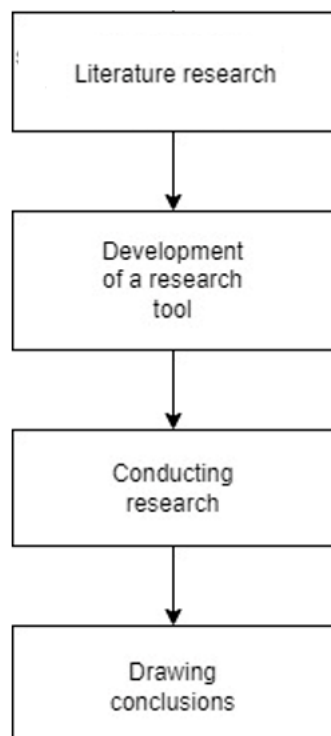 Literature research
Development
of a research
tool
Conducting
research
Drawing
conclusions